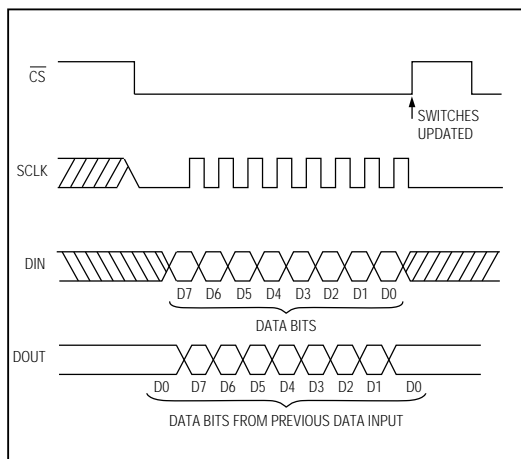 CS
SWITCHES
UPDATED
SCLK
DIN
D7 D6 D5 D4 D3 D2 D1 D0
DATA BITS
DOUT
D0 D7 D6 D5 D4 D3 D2 D1 D0
DATA BITS FROM PREVIOUS DATA INPUT